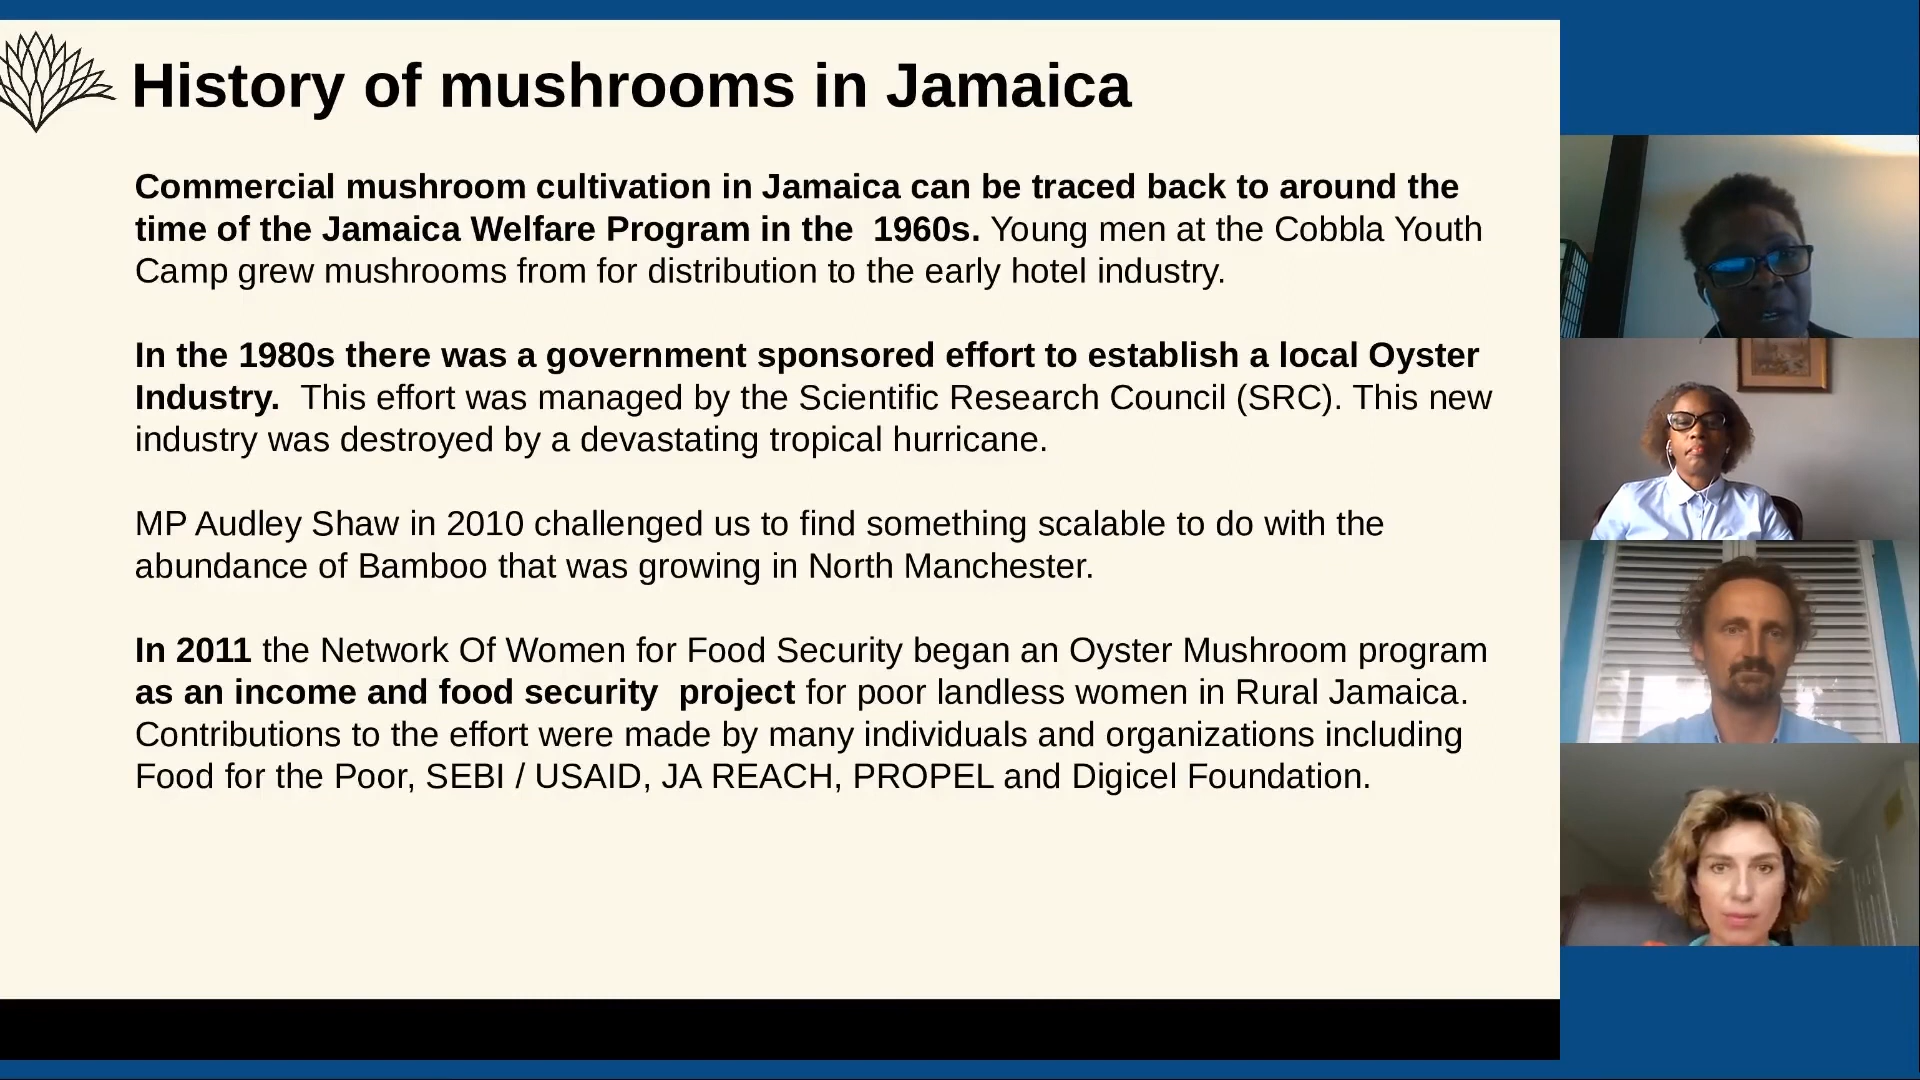 History of mushrooms in Jamaica
Commercial mushroom cultivation in Jamaica can be traced back to around the
time of the Jamaica Welfare Program in the  1960s. Young men at the Cobbla Youth
Camp grew mushrooms from for distribution to the early hotel industry.
In the 1980s there was a government sponsored effort to establish a local Oyster
Industry.  This effort was managed by the Scientific Research Council (SRC). This new
industry was destroyed by a devastating tropical hurricane.
MP Audley Shaw in 2010 challenged us to find something scalable to do with the
abundance of Bamboo that was growing in North Manchester.
In 2011 the Network Of Women for Food Security began an Oyster Mushroom program
as an income and food security  project for poor landless women in Rural Jamaica.
Contributions to the effort were made by many individuals and organizations including
Food for the Poor, SEBI / USAID, JA REACH, PROPEL and Digicel Foundation.